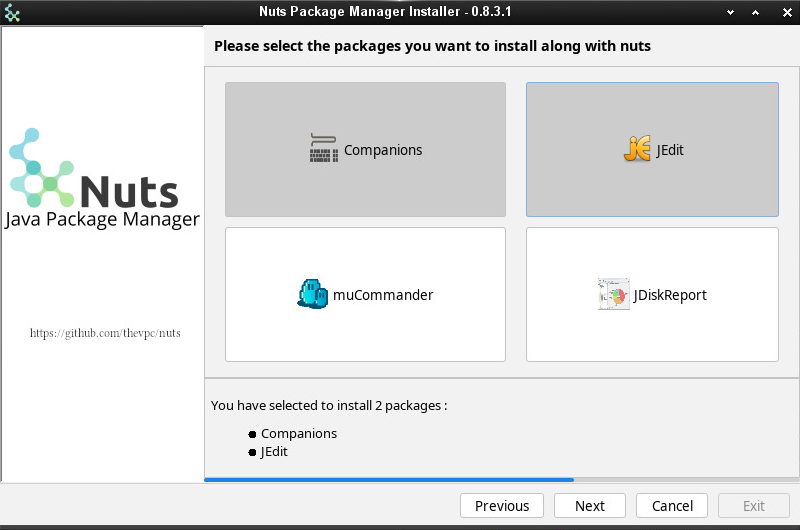 Nuts Package Manager Installer - 0.8.3.1
Please select the packages you want to install along with nuts
Companions
JEdit
muCommander
JDiskReport
Nuts
Java Package Manager
https://github.com/thevpc/nuts
You have selected to install 2 packages :
Companions
JEdit
Previous
Next
Cancel
Exit